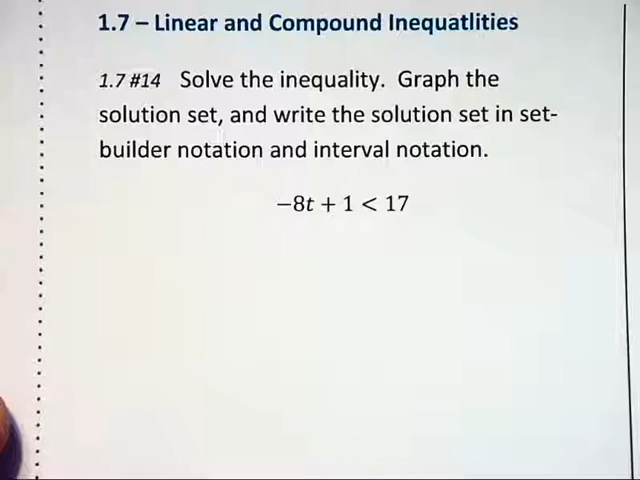 1.7 – Linear and Compound Inequatlities
1.7 #14 Solve the inequality. Graph the
solution set, and write the solution set in set-
builder notation and interval notation.
−8t + 1 < 17